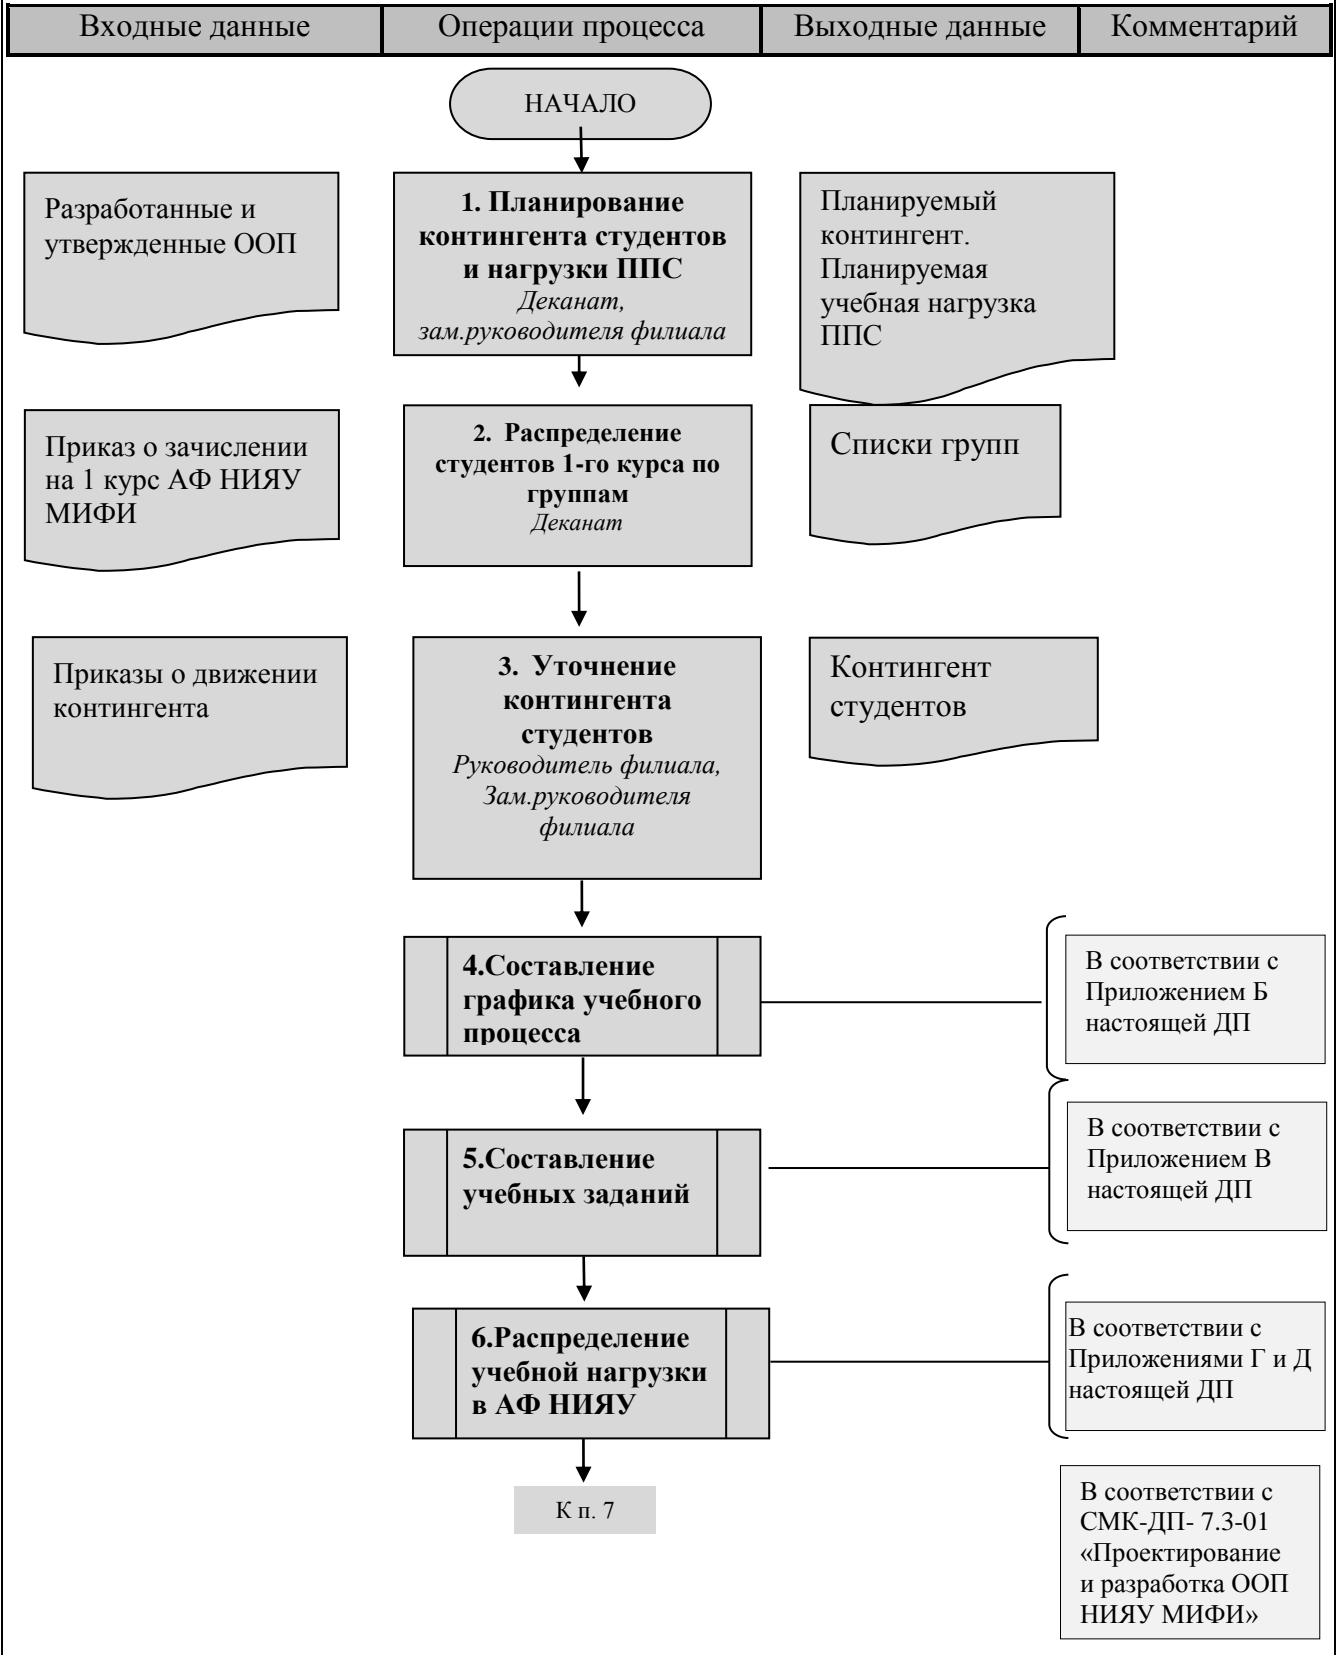 Входные данные
Операции процесса
Выходные данные
Комментарий
НАЧАЛО
Разработанные и
утвержденные ООП
1. Планирование
контингента студентов
и нагрузки ППС
Деканат,
зам.руководителя филиала
Планируемый
контингент.
Планируемая
учебная нагрузка
ППС
Приказ о зачислении
на 1 курс АФ НИЯУ
МИФИ
2. Распределение
студентов 1-го курса по
группам
Деканат
Списки групп
Приказы о движении
контингента
3. Уточнение
контингента
студентов
Руководитель филиала,
Зам.руководителя
филиала
Контингент
студентов
4.Составление
графика учебного
процесса
В соответствии с
Приложением Б
настоящей ДП
5.Составление
учебных заданий
В соответствии с
Приложением В
настоящей ДП
6.Распределение
учебной нагрузки
в АФ НИЯУ
В соответствии с
Приложениями Г и Д
настоящей ДП
К п. 7
В соответствии с
СМК-ДП- 7.3-01
«Проектирование
и разработка ООП
НИЯУ МИФИ»